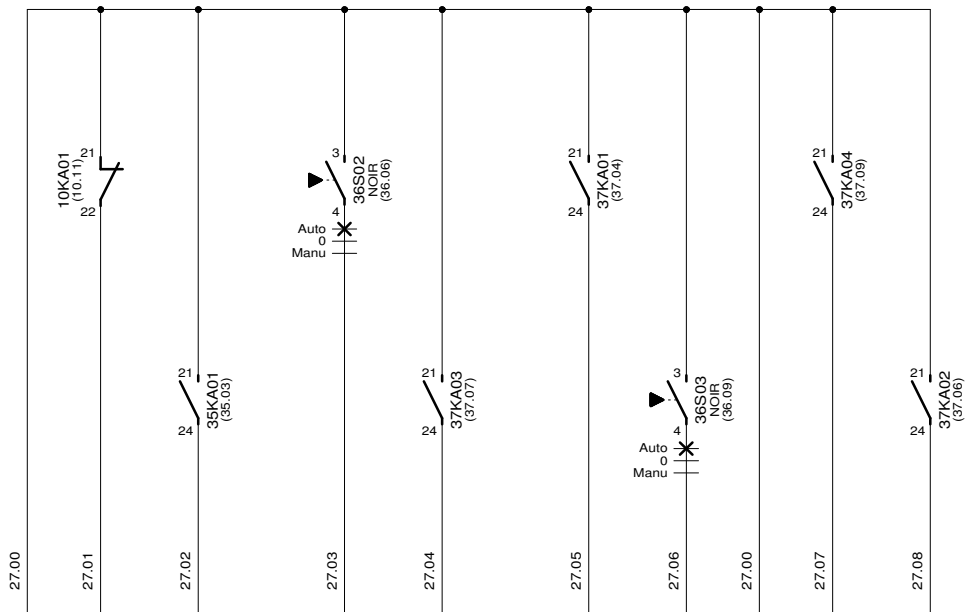 21
10KA01
(10.11)
22
3
36S02
NOIR
(36.06)
4
Auto
0
Manu
21
37KA01
(37.04)
24
21
37KA04
(37.09)
24
21
35KA01
(35.03)
24
21
37KA03
(37.07)
24
3
36S03
NOIR
(36.09)
4
Auto
0
Manu
21
37KA02
(37.06)
24
27.00
27.01
27.02
27.03
27.04
27.05
27.06
27.00
27.07
27.08